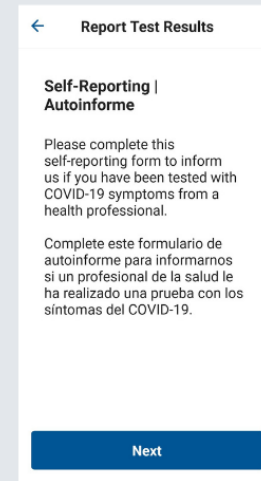 Report Test Results
Self-Reporting |
Autoinforme
Please complete this
self-reporting form to inform
us if you have been tested with
COVID-19 symptoms from a
health professional.
Complete este formulario de
autoinforme para informarnos
si un profesional de la salud le
ha realizado una prueba con los
síntomas del COVID-19.
Next